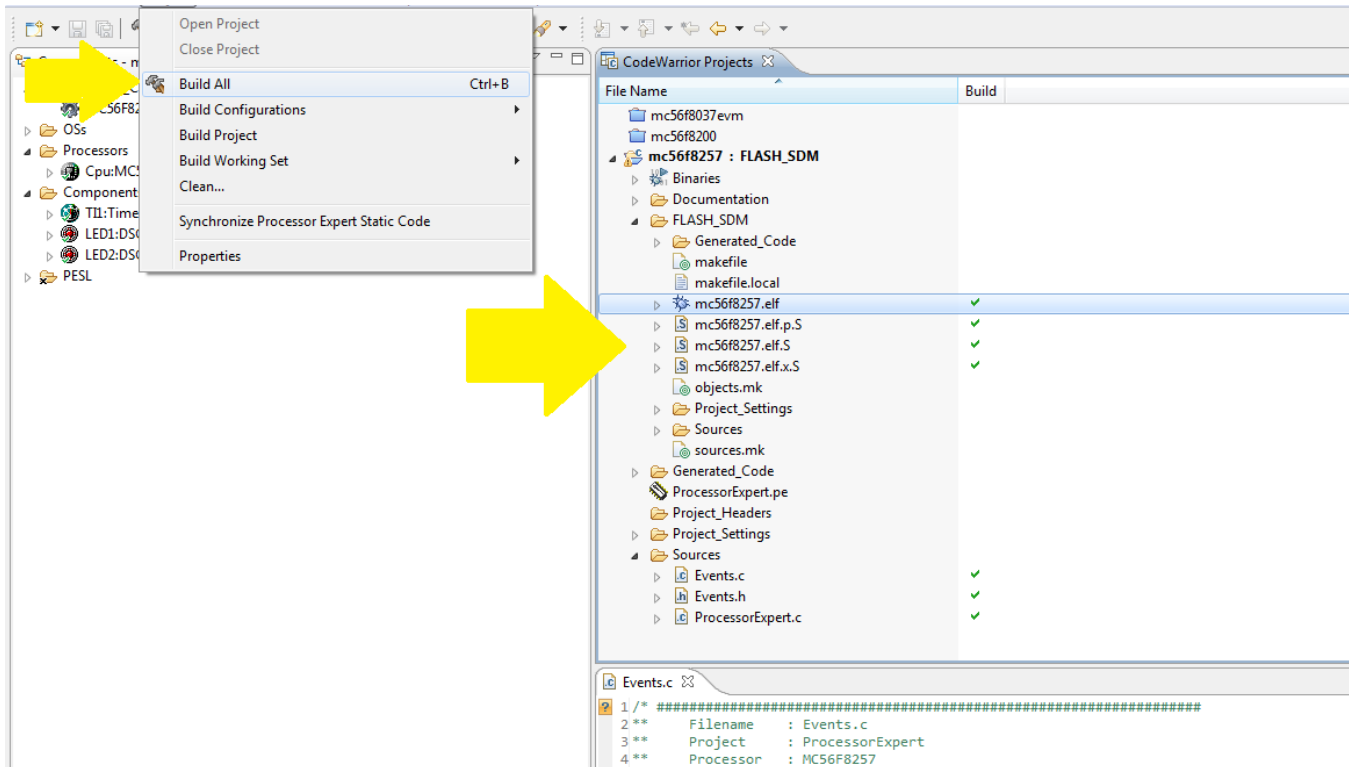 Open Project
Close Project
Build All Ctrl+B
Build Configurations
Build Project
Build Working Set
Clean...
Synchronize Processor Expert Static Code
Properties
OSs
Processors
Cpu:MC
Component
TI1:Time
LED1:DS
LED2:DS
PESL
CodeWarrior Projects
File Name Build
mc56f8037evm
mc56f8200
mc56f8257 : FLASH_SDM
Binaries
Documentation
FLASH_SDM
Generated_Code
makefile
makefile.local
mc56f8257.elf
mc56f8257.elf.p.S
mc56f8257.elf.S
mc56f8257.elf.x.S
objects.mk
Project_Settings
Sources
sources.mk
Generated_Code
ProcessorExpert.pe
Project_Headers
Project_Settings
Sources
Events.c
Events.h
ProcessorExpert.c
Events.c
1 /* ###################################################################
2 ** Filename : Events.c
3 ** Project : ProcessorExpert
4 ** Processor : MC56F8257